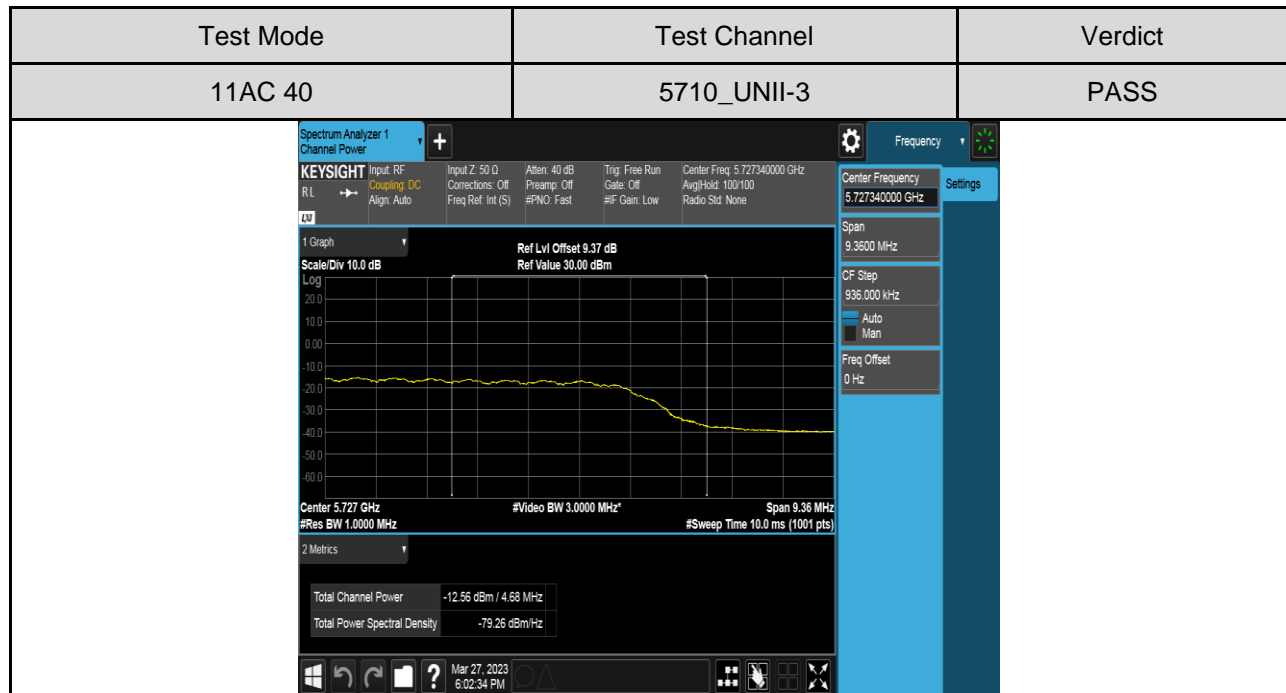 Test Mode Test Channel Verdict
11AC 40 5710_UNII-3 PASS
Spectrum Analyzer 1
Channel Power
+
Frequency
KEYSIGHT Input: RF Input Z: 50 Ω Atten: 40 dB Trig: Free Run Center Freq: 5.727340000 GHz
RL Coupling: DC Corrections: Off Preamp: Off Gate: Off Avg|Hold: 100/100
Align: Auto Freq Ref: Int (S) #PNO: Fast #IF Gain: Low Radio Std: None
LXI
Center Frequency
5.727340000 GHz
Settings
Span
9.3600 MHz
CF Step
936.000 kHz
Auto
Man
Freq Offset
0 Hz
1 Graph
Ref Lvl Offset 9.37 dB
Scale/Div 10.0 dB Ref Value 30.00 dBm
Log
20.0
10.0
0.00
-10.0
-20.0
-30.0
-40.0
-50.0
-60.0
Center 5.727 GHz #Video BW 3.0000 MHz* Span 9.36 MHz
#Res BW 1.0000 MHz #Sweep Time 10.0 ms (1001 pts)
2 Metrics
Total Channel Power -12.56 dBm / 4.68 MHz
Total Power Spectral Density -79.26 dBm/Hz
? Mar 27, 2023
6:02:34 PM